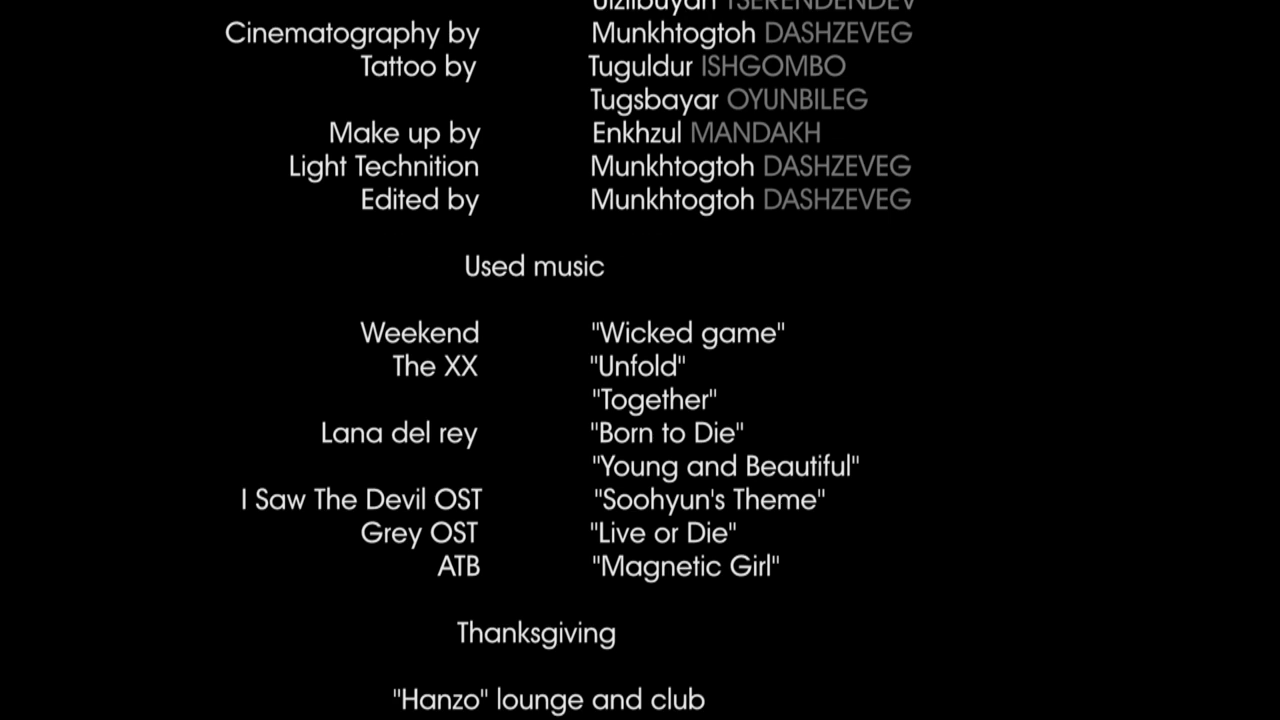 TSERENDENDEV
Cinematography by Munkhtogtoh DASHZEVEG
Tattoo by Tuguldur ISHGOMBO
Tugsbayar OYUNBILEG
Make up by Enkhzul MANDAKH
Light Technition Munkhtogtoh DASHZEVEG
Edited by Munkhtogtoh DASHZEVEG
Used music
Weekend "Wicked game"
The XX "Unfold"
"Together"
Lana del rey "Born to Die"
"Young and Beautiful"
I Saw The Devil OST "Soohyun's Theme"
Grey OST "Live or Die"
ATB "Magnetic Girl"
Thanksgiving
"Hanzo" lounge and club